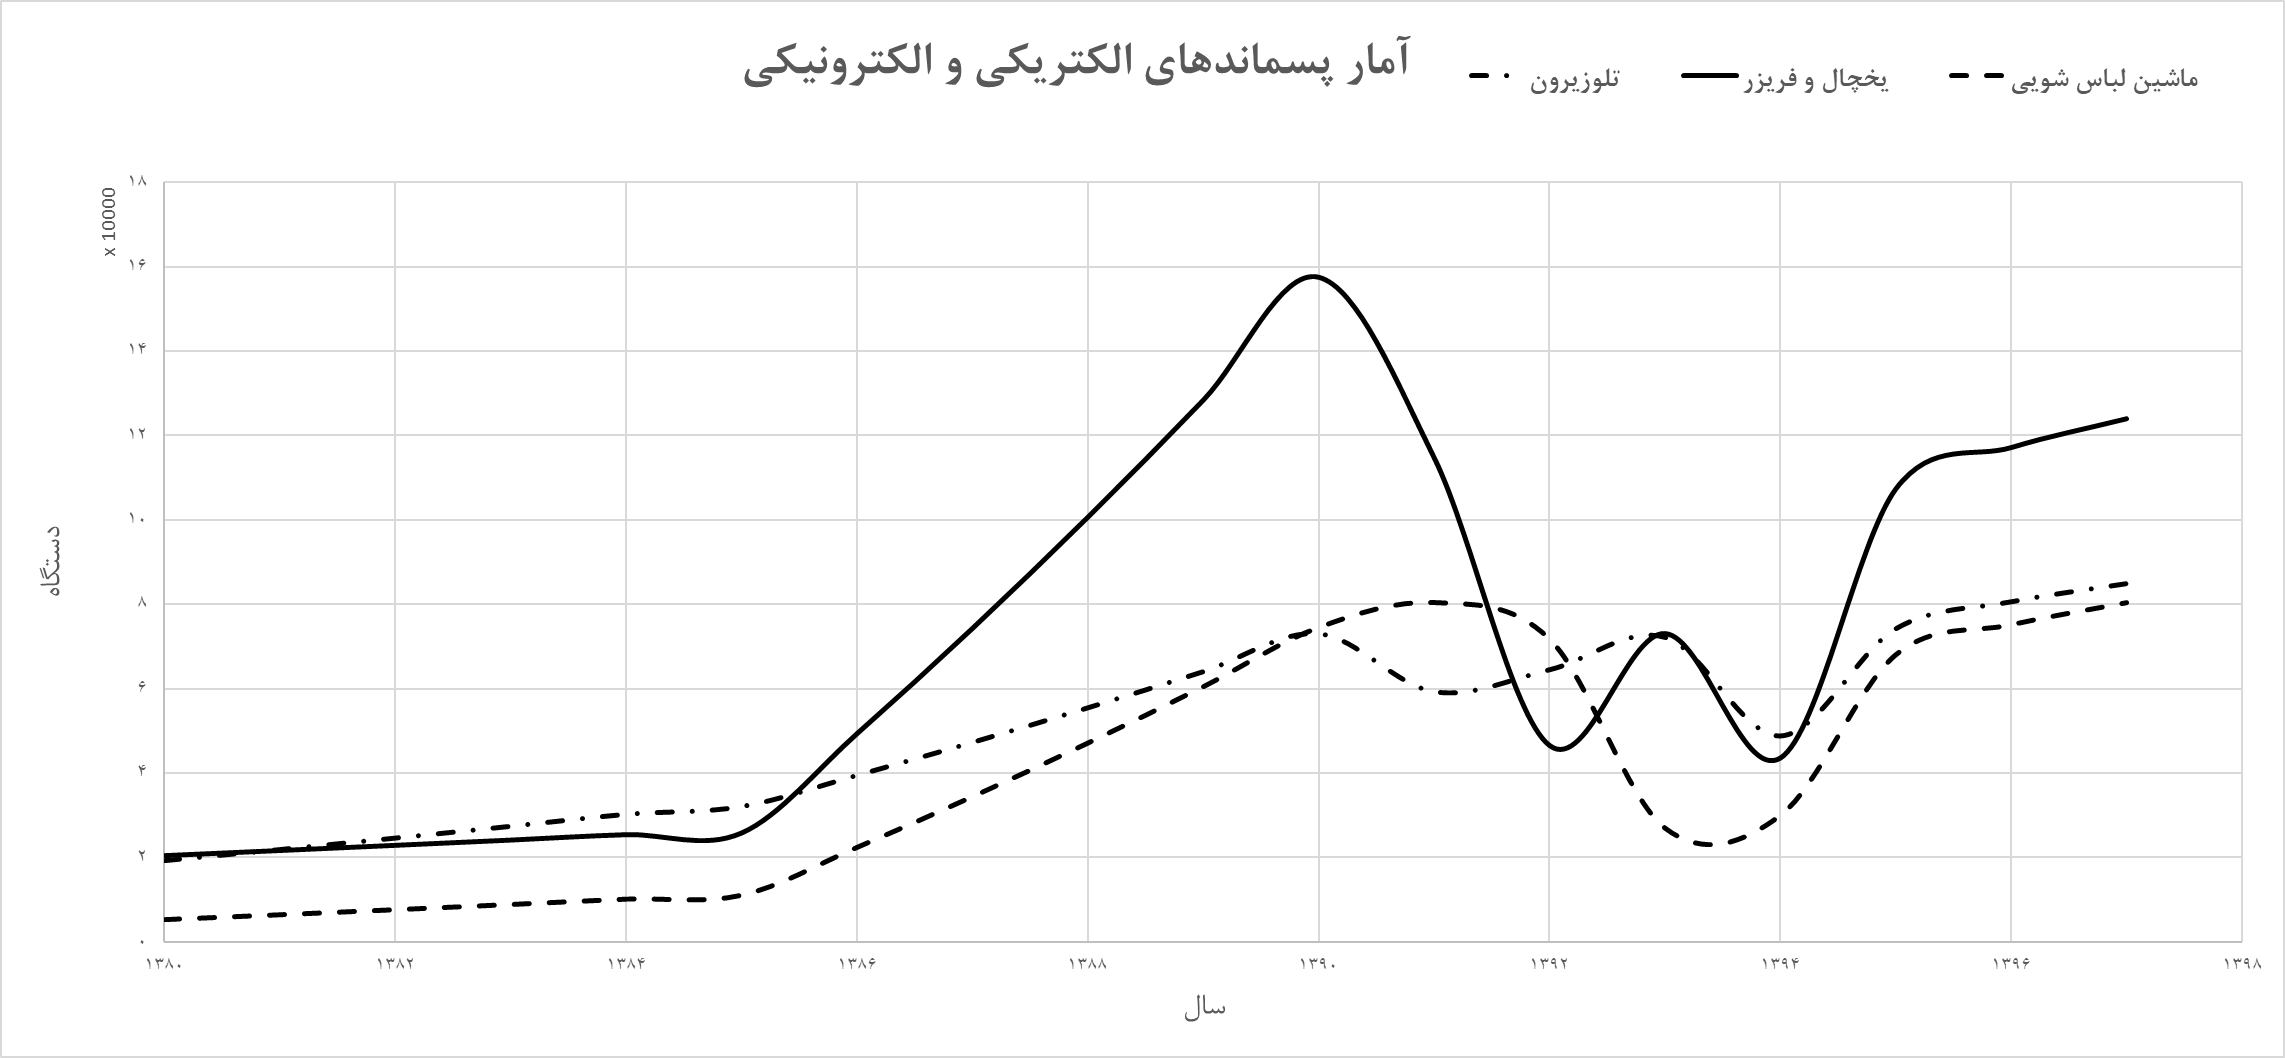 آمار پسماندهای الکتریکی و الکترونیکی
ماشین لباس شویی
یخچال و فریزر
تلوزیرون
x 10000
۱۸
۱۶
۱۴
۱۲
۱۰
۸
۶
۴
۲
۰
دستگاه
۱۳۸۰ ۱۳۸۲ ۱۳۸۴ ۱۳۸۶ ۱۳۸۸ ۱۳۹۰ ۱۳۹۲ ۱۳۹۴ ۱۳۹۶ ۱۳۹۸
سال